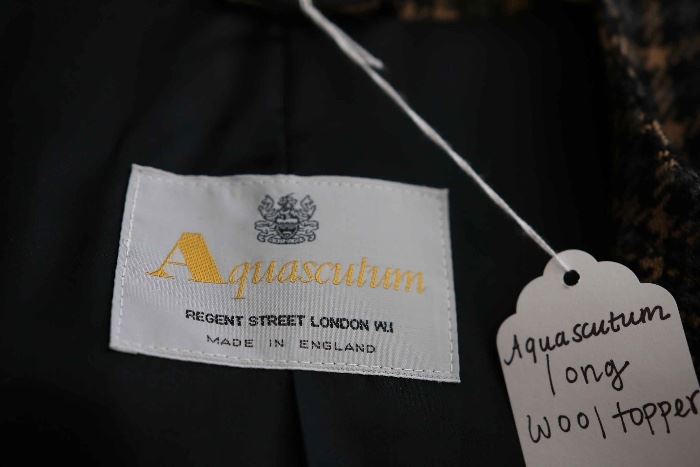 Aquascutum
REGENT STREET LONDON W.I
MADE IN ENGLAND
Aquascutum
long
wool topper